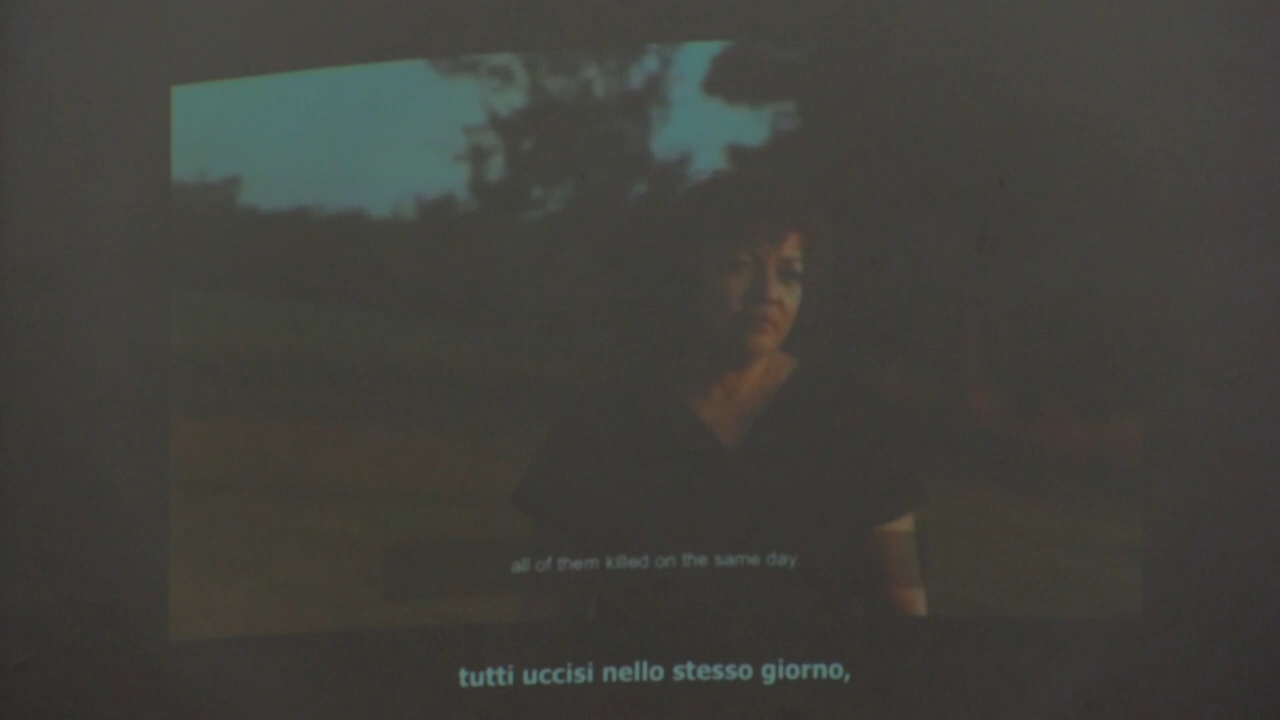 all of them killed on the same day.
tutti uccisi nello stesso giorno,